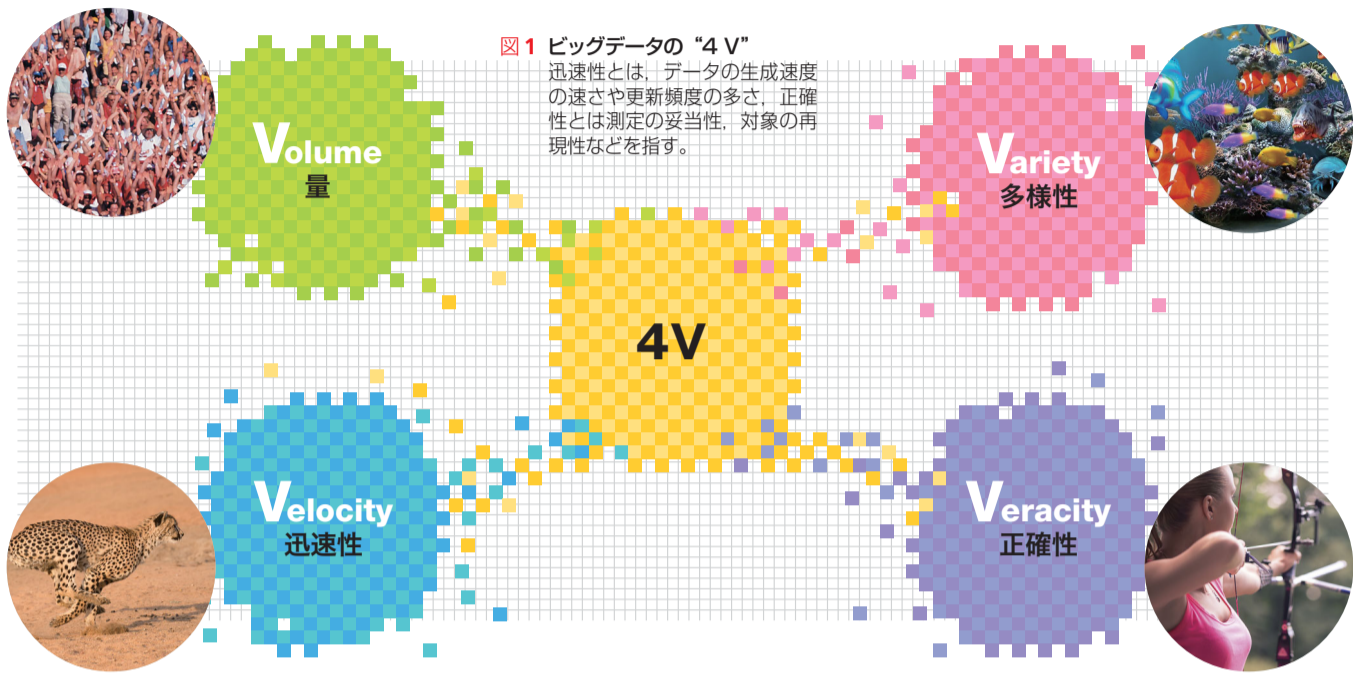 図1 ビッグデータの“4 V”
迅速性とは，データの生成速度
の速さや更新頻度の多さ，正確
性とは測定の妥当性，対象の再
現性などを指す。
Volume
量
Variety
多様性
4V
Velocity
迅速性
Veracity
正確性